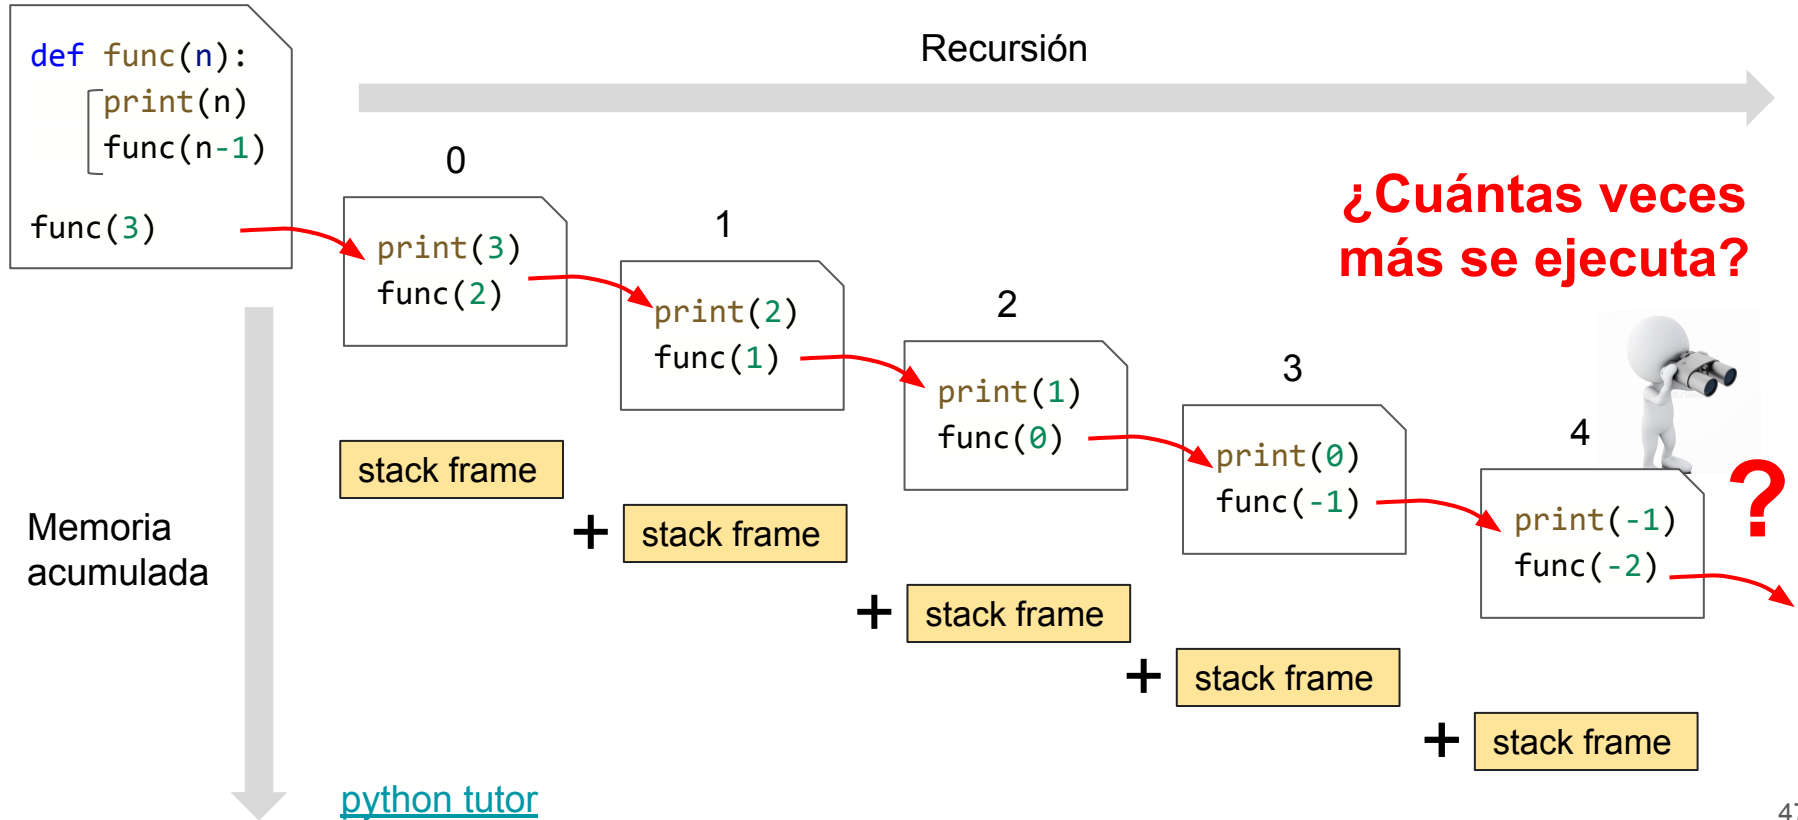 def func(n):
print(n)
func(n-1)
func(3)
Recursión
0
print(3)
func(2)
1
print(2)
func(1)
2
print(1)
func(0)
3
print(0)
func(-1)
4
print(-1)
func(-2)
¿Cuántas veces
más se ejecuta?
?
Memoria
acumulada
stack frame
+ stack frame
+ stack frame
+ stack frame
+ stack frame
python tutor
47